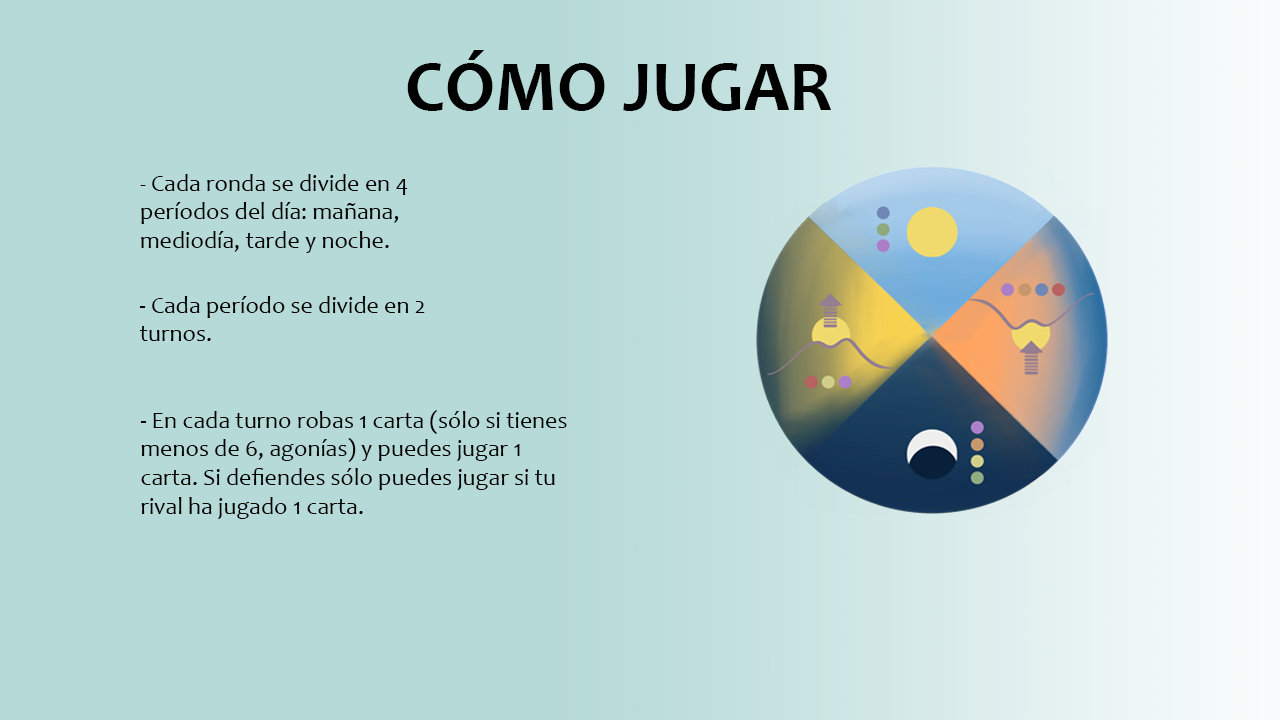 CÓMO JUGAR
- Cada ronda se divide en 4
períodos del día: mañana,
mediodía, tarde y noche.
- Cada período se divide en 2
turnos.
- En cada turno robas 1 carta (sólo si tienes
menos de 6, agonías) y puedes jugar 1
carta. Si defiendes sólo puedes jugar si tu
rival ha jugado 1 carta.